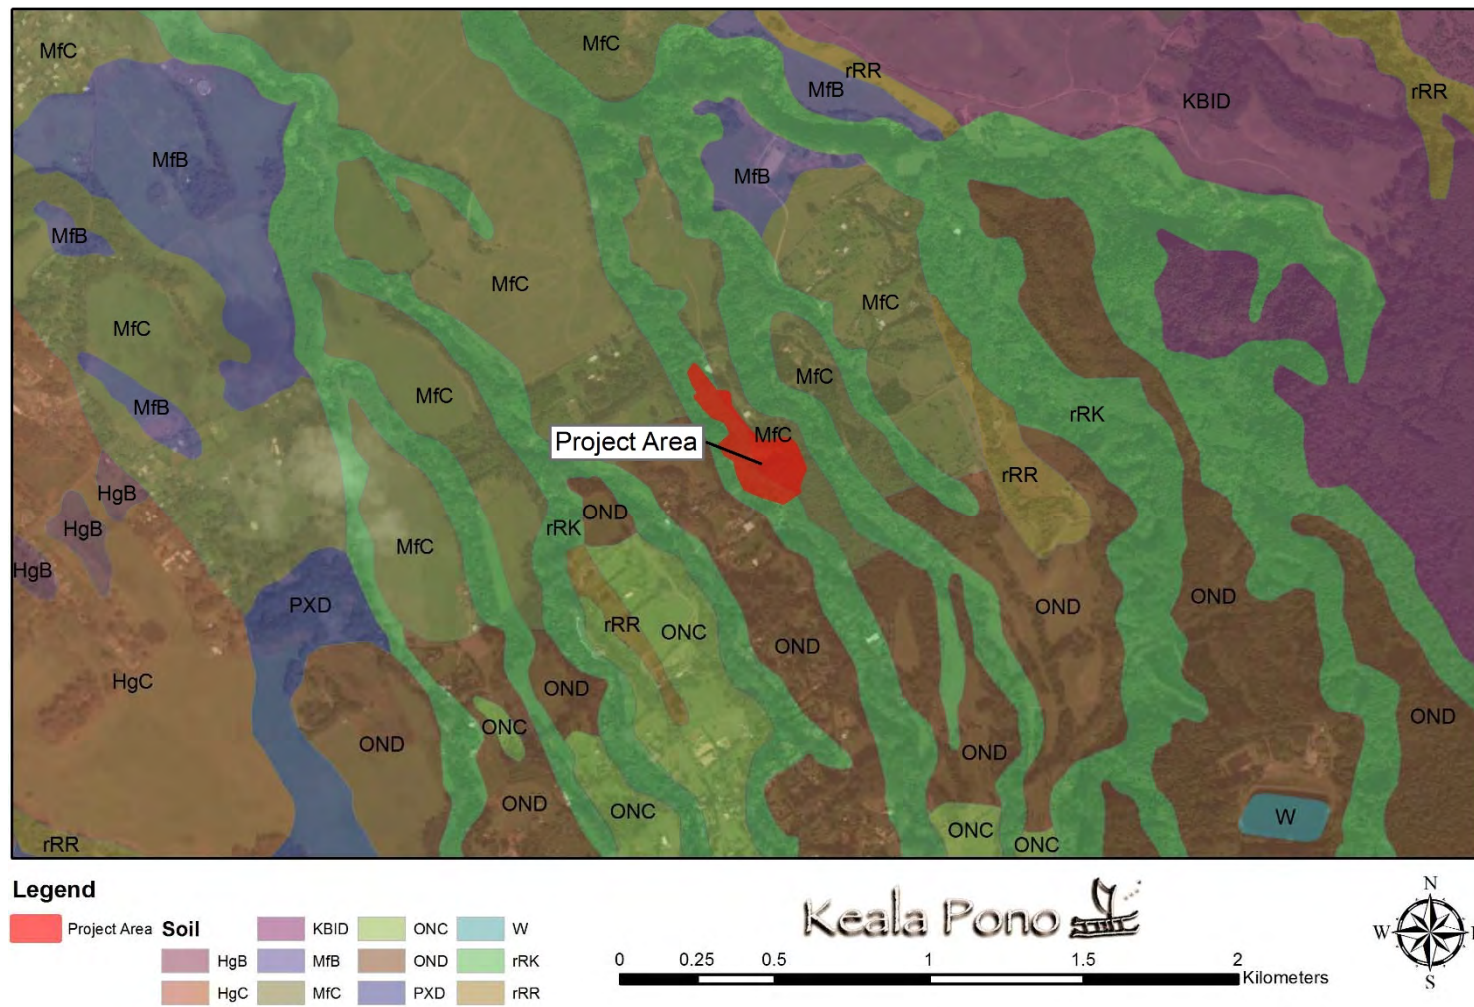 MfC
MfC
rRR
MfB
rRR
KBID
MfB
MfB
MfB
MfC
MfC
MfC
MfC
MfC
MfB
rRK
MfC
Project Area
rRR
HgB
HgB
OND
rRK
MfC
HgB
PXD
OND
OND
rRR
ONC
OND
HgC
OND
ONC
OND
OND
OND
OND
ONC
W
ONC
ONC
rRR
Legend
Project Area
Soil
HgB
HgC
KBID
MfB
MfC
ONC
OND
PXD
W
rRK
rRR
Keala Pono
0 0.25 0.5 1 1.5 2
Kilometers
N
W
S